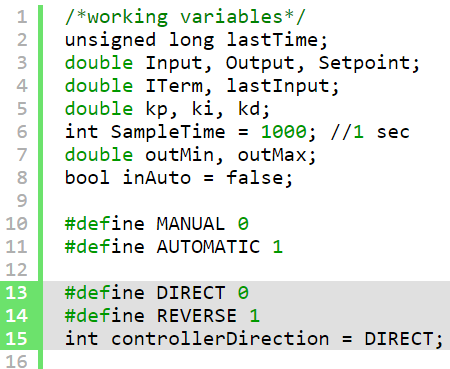 1 /*working variables*/
2 unsigned long lastTime;
3 double Input, Output, Setpoint;
4 double ITerm, lastInput;
5 double kp, ki, kd;
6 int SampleTime = 1000; //1 sec
7 double outMin, outMax;
8 bool inAuto = false;
9
10 #define MANUAL 0
11 #define AUTOMATIC 1
12
13 #define DIRECT 0
14 #define REVERSE 1
15 int controllerDirection = DIRECT;
16